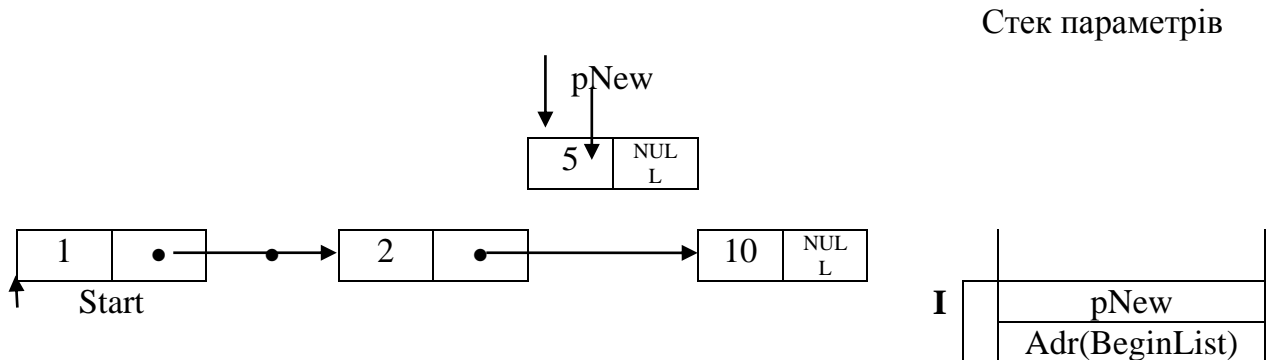 Стек параметрів
pNew
5 NUL
L
1 2 10 NUL
L
Start
I pNew
Adr(BeginList)